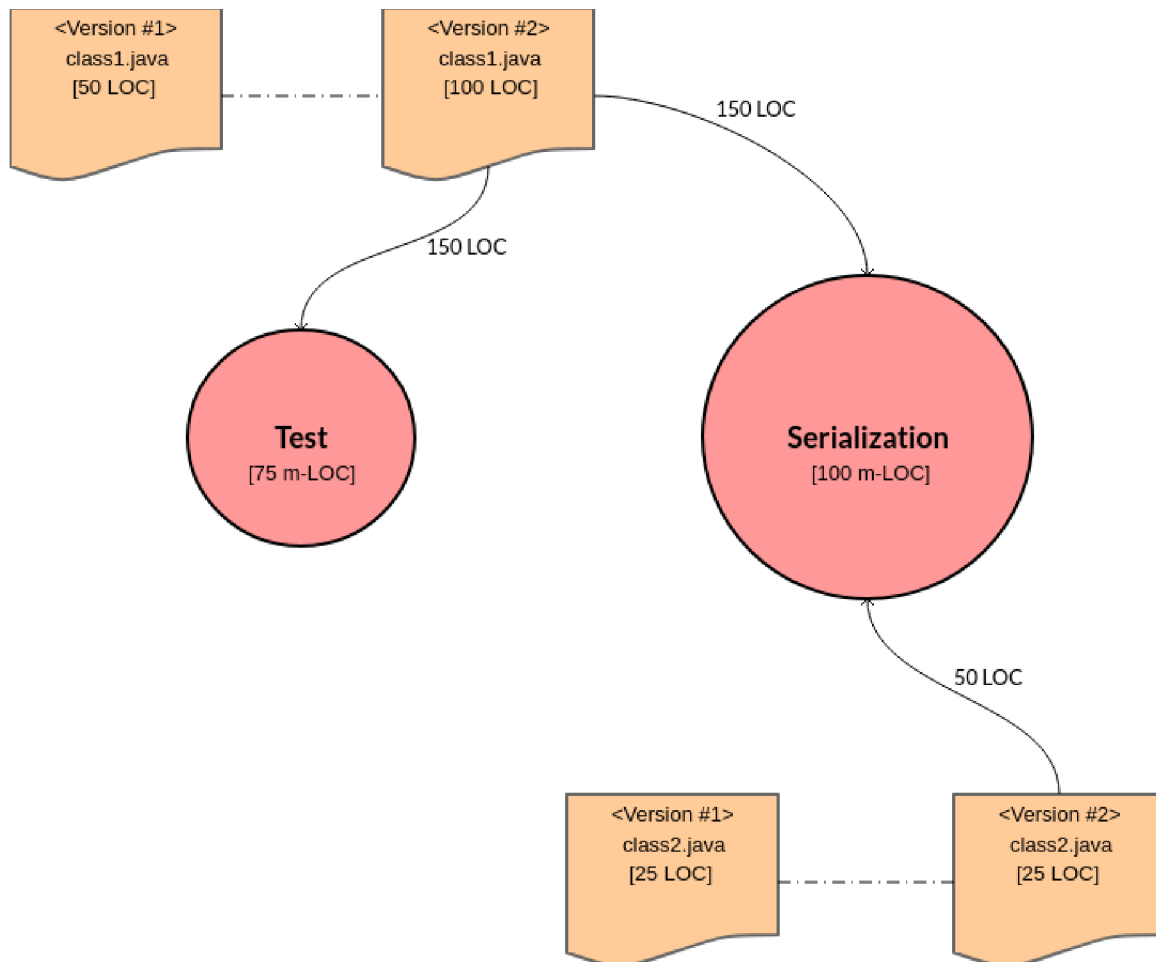 <Version #1>
class1.java
[50 LOC]
<Version #2>
class1.java
[100 LOC]
150 LOC
150 LOC
Test
[75 m-LOC]
Serialization
[100 m-LOC]
50 LOC
<Version #1>
class2.java
[25 LOC]
<Version #2>
class2.java
[25 LOC]